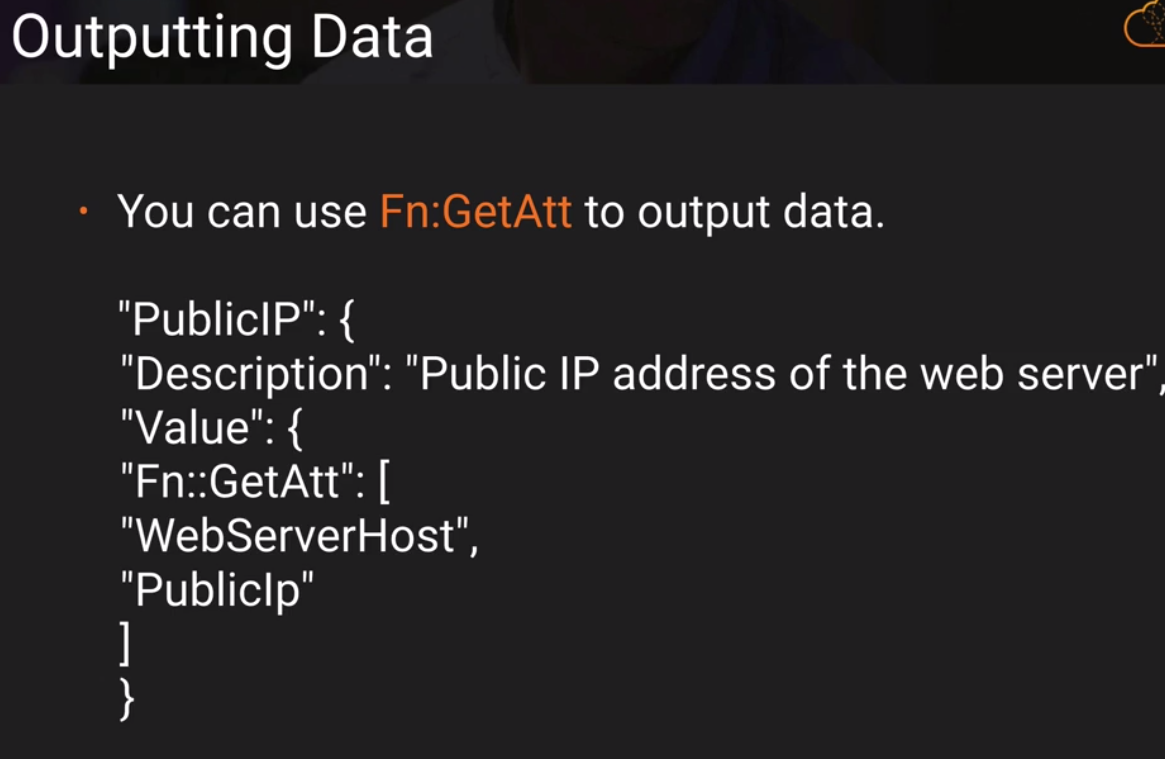 Outputting Data
• You can use Fn:GetAtt to output data.
"PublicIP": {
"Description": "Public IP address of the web server",
"Value": {
"Fn::GetAtt": [
"WebServerHost",
"PublicIp"
]
}